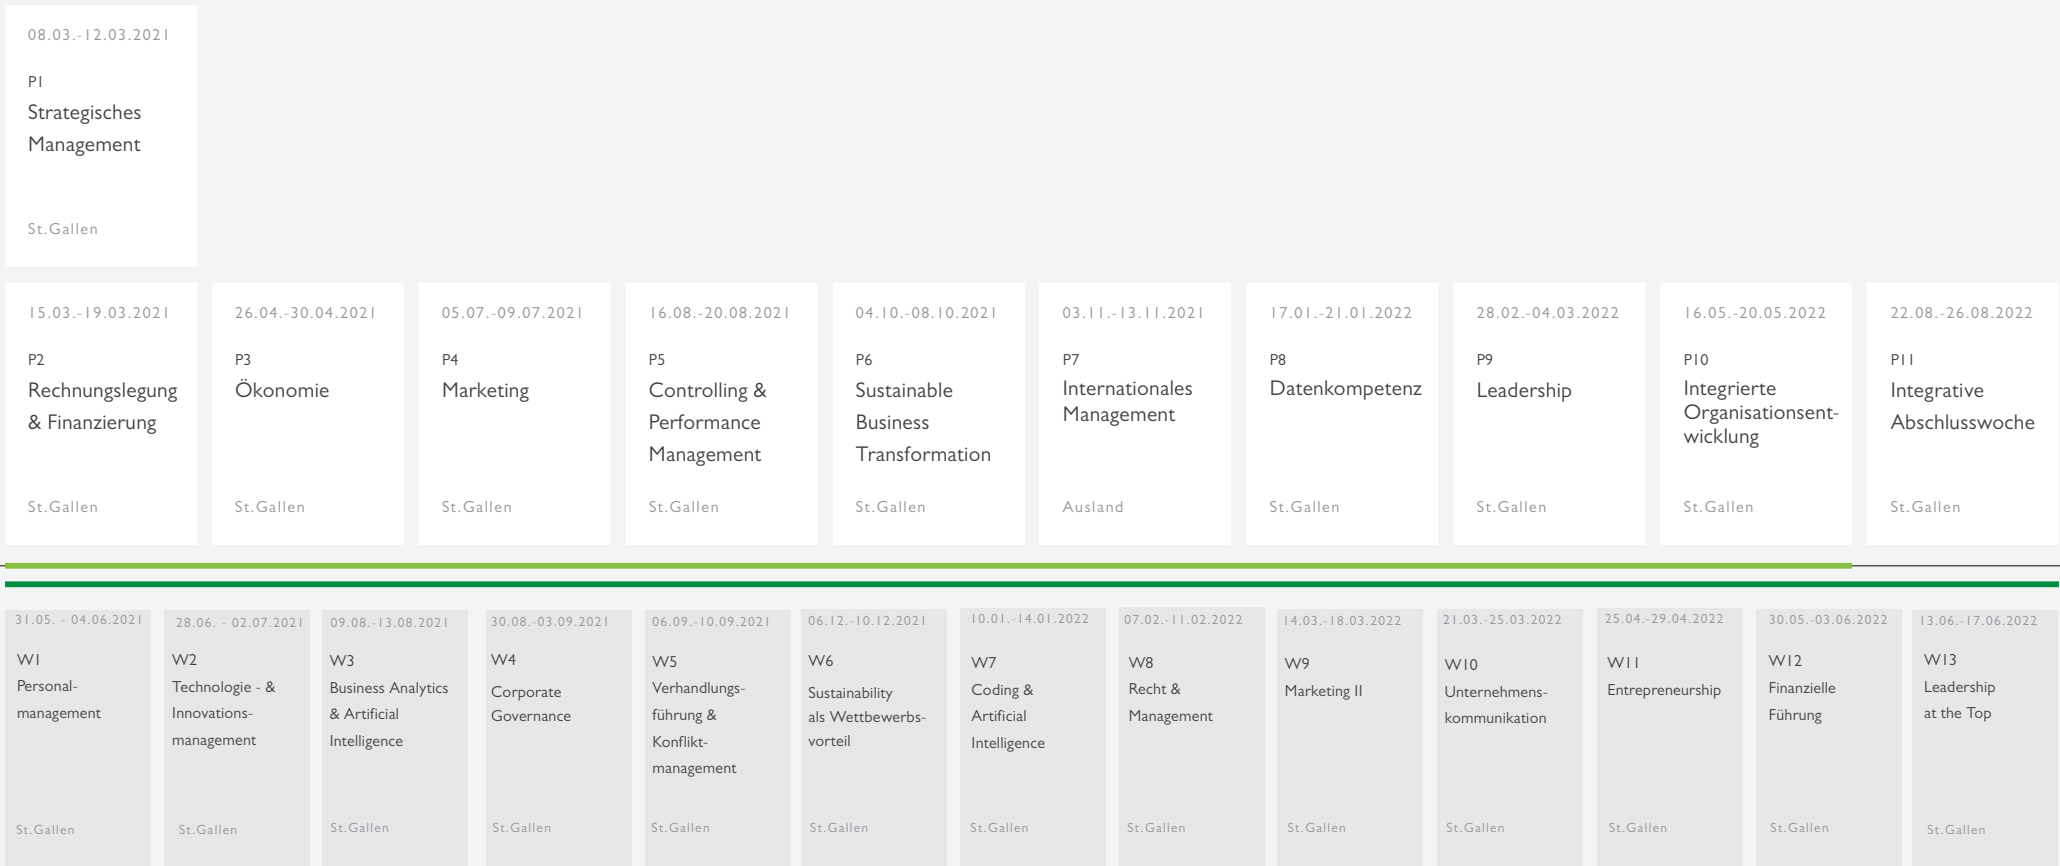 08.03.-12.03.2021
P1
Strategisches
Management
St.Gallen
15.03.-19.03.2021
P2
Rechnungslegung
& Finanzierung
St.Gallen
26.04.-30.04.2021
P3
Ökonomie
St.Gallen
05.07.-09.07.2021
P4
Marketing
St.Gallen
16.08.-20.08.2021
P5
Controlling &
Performance
Management
St.Gallen
04.10.-08.10.2021
P6
Sustainable
Business
Transformation
St.Gallen
03.11.-13.11.2021
P7
Internationales
Management
Ausland
17.01.-21.01.2022
P8
Datenkompetenz
St.Gallen
28.02.-04.03.2022
P9
Leadership
St.Gallen
16.05.-20.05.2022
P10
Integrierte
Organisationsent-
wicklung
St.Gallen
22.08.-26.08.2022
P11
Integrative
Abschlusswoche
St.Gallen
31.05. - 04.06.2021
W1
Personal-
management
St.Gallen
28.06. - 02.07.2021
W2
Technologie - &
Innovations-
management
St.Gallen
09.08.-13.08.2021
W3
Business Analytics
& Artificial
Intelligence
St.Gallen
30.08.-03.09.2021
W4
Corporate
Governance
St.Gallen
06.09.-10.09.2021
W5
Verhandlungs-
führung &
Konflikt-
management
St.Gallen
06.12.-10.12.2021
W6
Sustainability
als Wettbewerbs-
vorteil
St.Gallen
10.01.-14.01.2022
W7
Coding &
Artificial
Intelligence
St.Gallen
07.02.-11.02.2022
W8
Recht &
Management
St.Gallen
14.03.-18.03.2022
W9
Marketing II
St.Gallen
21.03.-25.03.2022
W10
Unternehmens-
kommunikation
St.Gallen
25.04.-29.04.2022
W11
Entrepreneurship
St.Gallen
30.05.-03.06.2022
W12
Finanzielle
Führung
St.Gallen
13.06.-17.06.2022
W13
Leadership
at the Top
St.Gallen